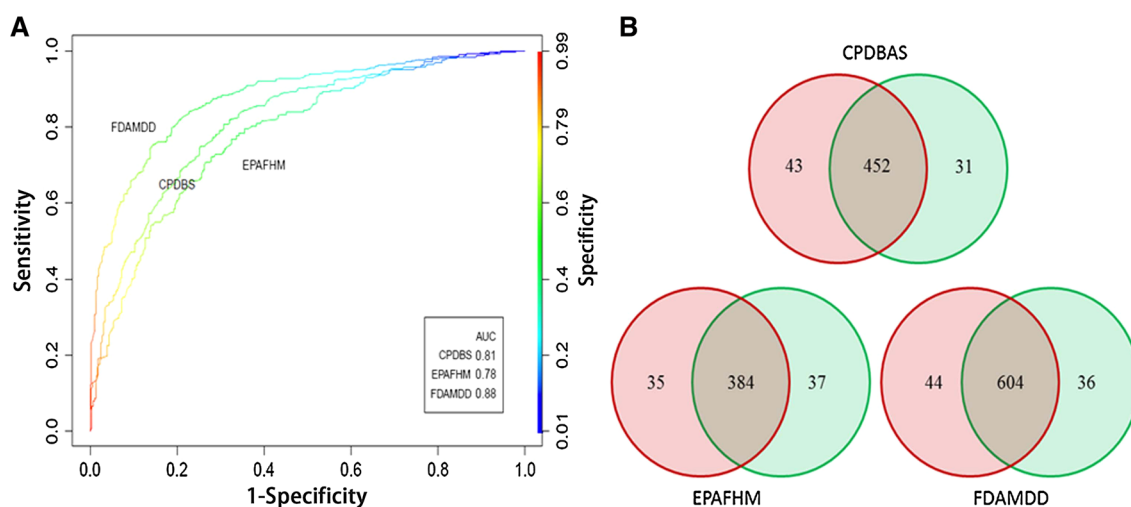 A
1.0
0.8
0.6
0.4
0.2
0.0
Sensitivity
FDAMDD
CPDBS
EPAFHM
AUC
CPDBS 0.81
EPAFHM 0.78
FDAMDD 0.88
0.0 0.2 0.4 0.6 0.8 1.0
1-Specificity
0.99
0.79
0.6
0.4
0.2
0.01
Specificity
B
CPDBAS
43 452 31
35 384 37
EPAFHM
44 604 36
FDAMDD